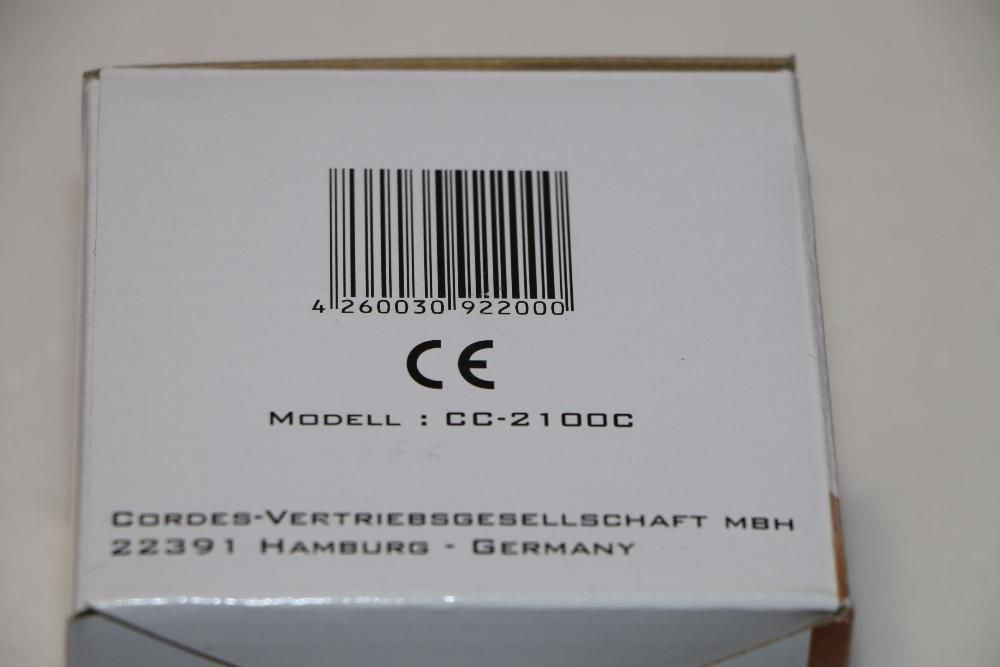 4 260030 922000
CE
MODELL : CC-2100C
CORDES-VERTRIEBSGESELLSCHAFT MBH
22391 HAMBURG - GERMANY